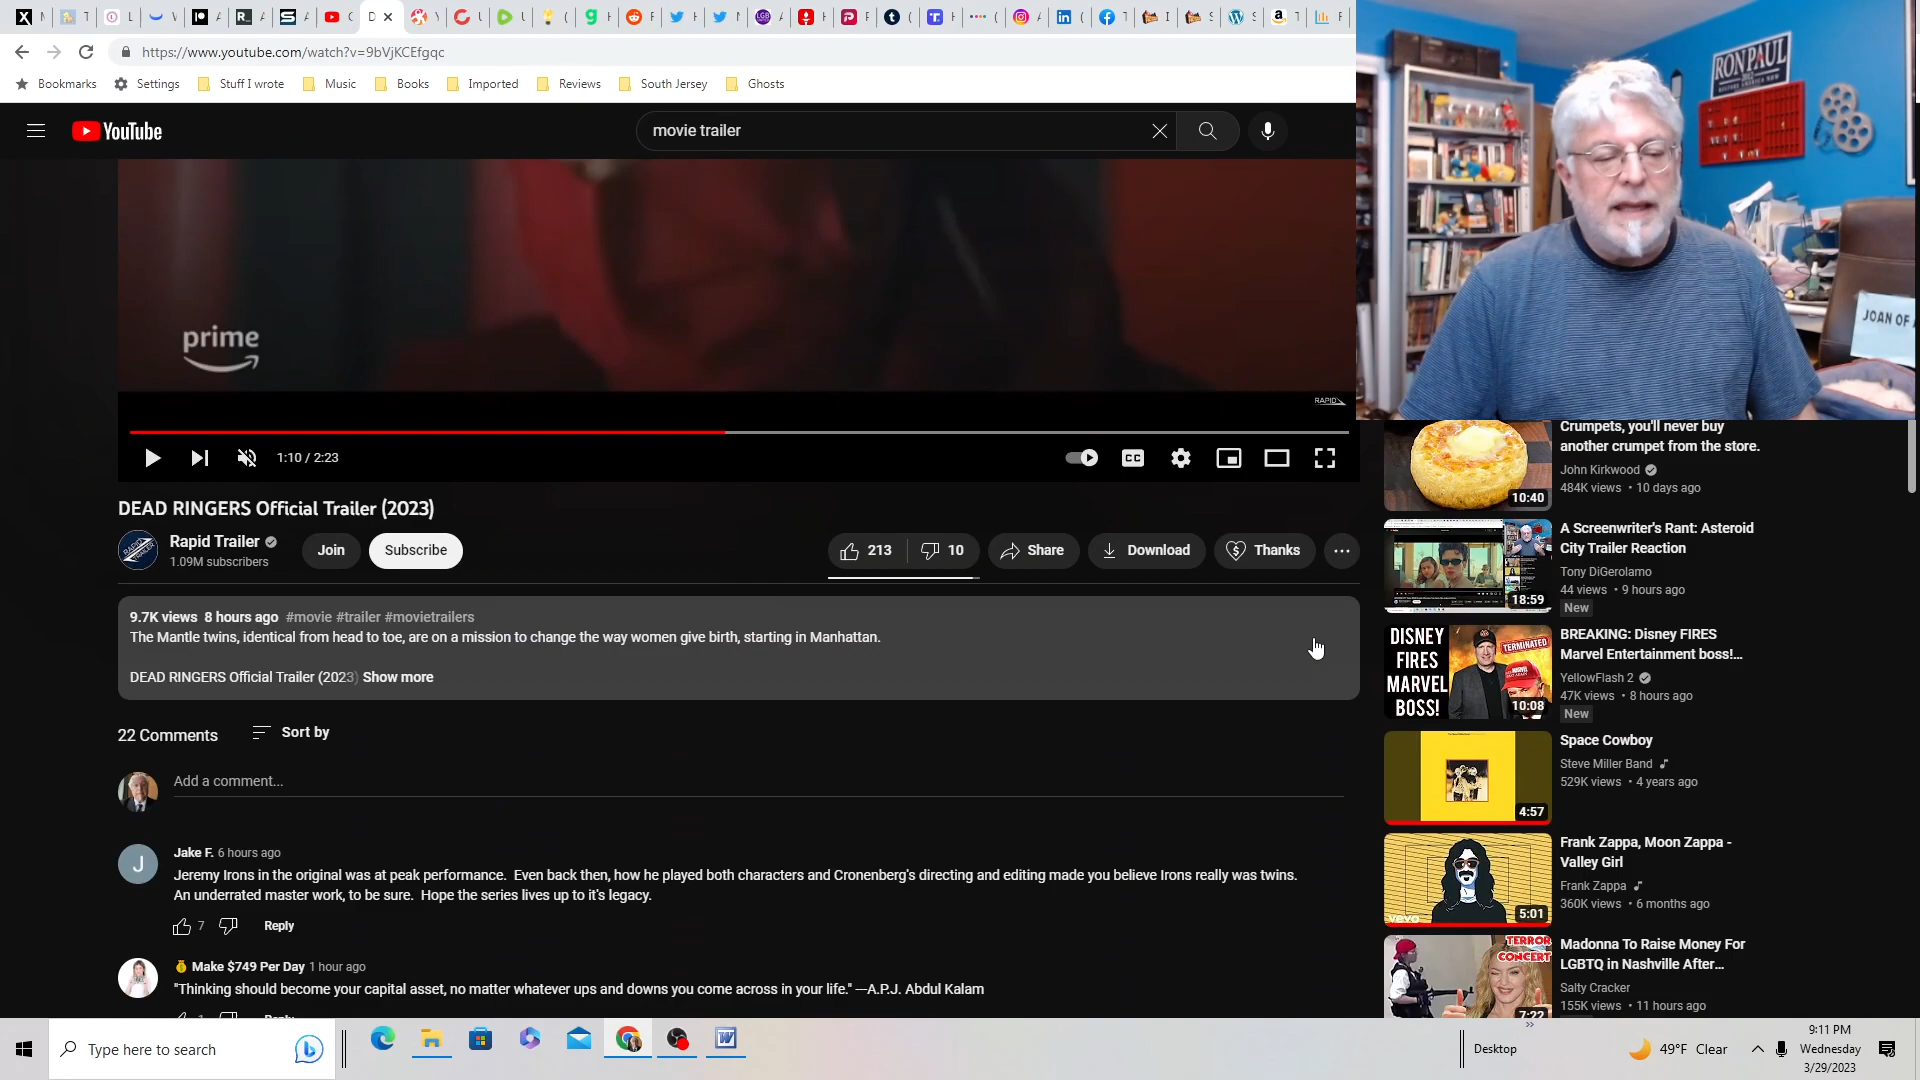 https://www.youtube.com/watch?v=9bVjKCEfgqc
Bookmarks
Settings
Stuff I wrote
Music
Books
Imported
Reviews
South Jersey
Ghosts
YouTube
movie trailer
RON PAUL
JOAN OF
prime
RAPID
1:10 / 2:23
CC
DEAD RINGERS Official Trailer (2023)
Rapid Trailer
1.09M subscribers
Join
Subscribe
213
10
Share
Download
Thanks
9.7K views 8 hours ago #movie #trailer #movietrailers
The Mantle twins, identical from head to toe, are on a mission to change the way women give birth, starting in Manhattan.
DEAD RINGERS Official Trailer (2023) Show more
22 Comments
Sort by
Add a comment...
J
Jake F. 6 hours ago
Jeremy Irons in the original was at peak performance. Even back then, how he played both characters and Cronenberg's directing and editing made you believe Irons really was twins.
An underrated master work, to be sure. Hope the series lives up to it's legacy.
7
Reply
Make $749 Per Day 1 hour ago
"Thinking should become your capital asset, no matter whatever ups and downs you come across in your life." —A.P.J. Abdul Kalam
Crumpets, you'll never buy
another crumpet from the store.
John Kirkwood
484K views • 10 days ago
10:40
A Screenwriter's Rant: Asteroid
City Trailer Reaction
Tony DiGerolamo
44 views • 9 hours ago
New
18:59
DISNEY
FIRES
MARVEL
BOSS!
TERMINATED
10:08
BREAKING: Disney FIRES
Marvel Entertainment boss!...
YellowFlash 2
47K views • 8 hours ago
New
4:57
Space Cowboy
Steve Miller Band
529K views • 4 years ago
vevo
5:01
Frank Zappa, Moon Zappa -
Valley Girl
Frank Zappa
360K views • 6 months ago
TERROR
CONCERT
7:22
Madonna To Raise Money For
LGBTQ in Nashville After...
Salty Cracker
155K views • 11 hours ago
Type here to search
Desktop
49°F Clear
9:11 PM
Wednesday
3/29/2023